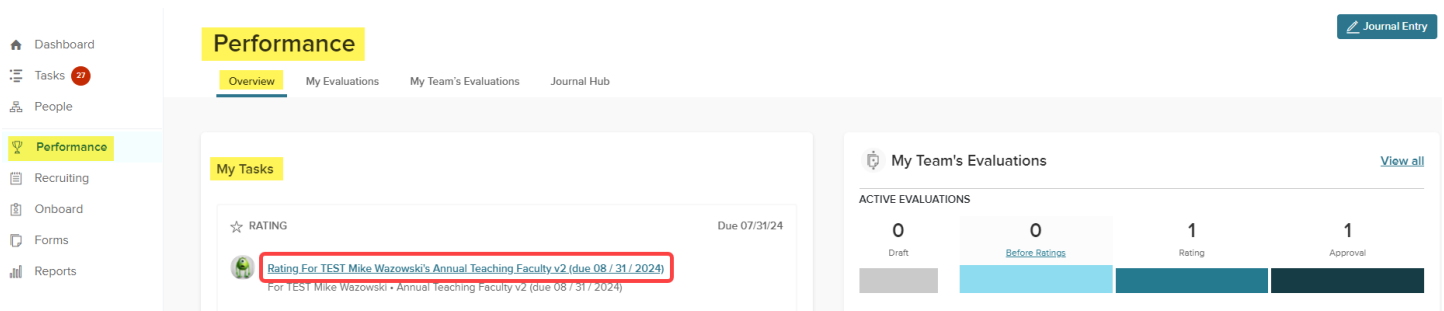 Dashboard
Tasks 27
People
Performance
Recruiting
Onboard
Forms
Reports
Performance
Journal Entry
Overview My Evaluations My Team's Evaluations Journal Hub
My Tasks
RATING Due 07/31/24
Rating For TEST Mike Wazowski's Annual Teaching Faculty v2 (due 08 / 31 / 2024)
For TEST Mike Wazowski • Annual Teaching Faculty v2 (due 08 / 31 / 2024)
My Team's Evaluations View all
ACTIVE EVALUATIONS
0 0 1 1
Draft Before Ratings Rating Approval